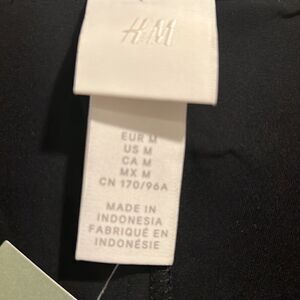 H&M
EUR M
US M
CA M
MX M
CN 170/96A
MADE IN
INDONESIA
FABRIQUÉ EN
INDONÉSIE